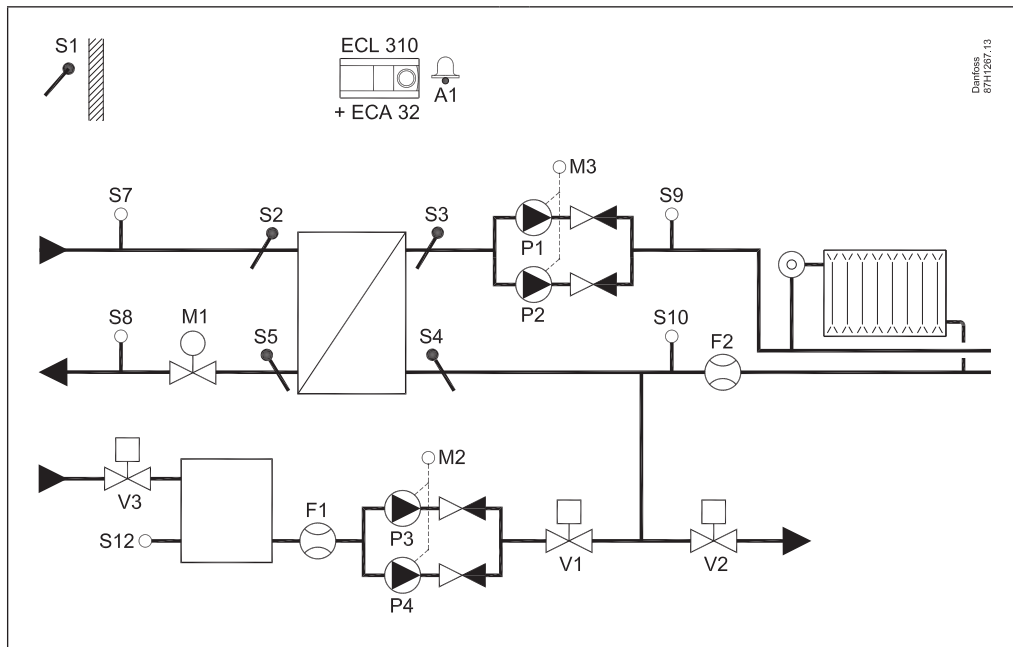 S1
ECL 310
A1
+ ECA 32
Danfoss
87H1267.13
M3
S7
S2
S3
S9
P1
P2
S8
M1
S5
S4
S10
F2
M2
V3
F1
P3
S12
V1
V2
P4